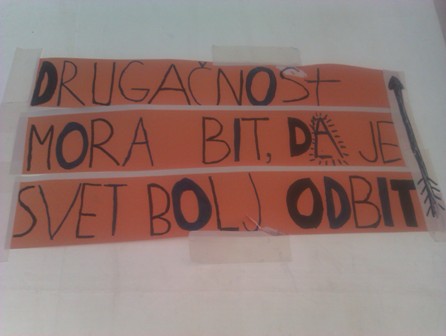 DRUGAČNOSt
MORA BIT, DA JE
SVET BOLJ ODBIT